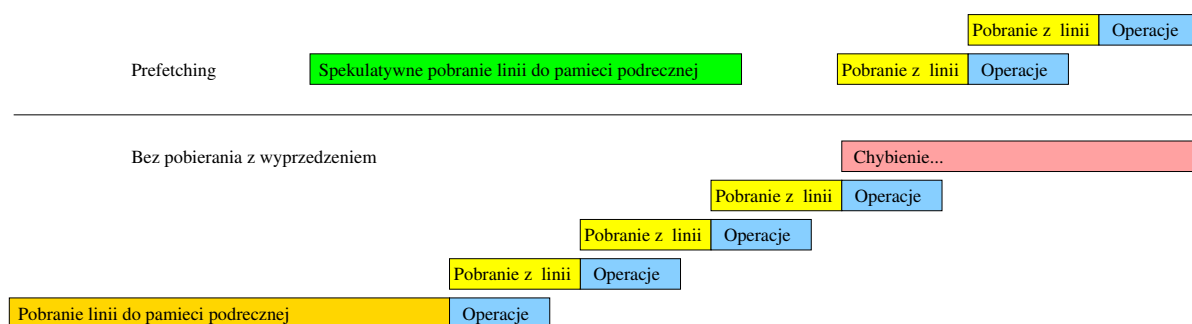 Pobranie z linii Operacje
Prefetching Spekulatywne pobranie linii do pamieci podrecznej Pobranie z linii Operacje
Bez pobierania z wyprzedzeniem Chybienie...
Pobranie z linii Operacje
Pobranie z linii Operacje
Pobranie z linii Operacje
Pobranie linii do pamieci podrecznej Operacje